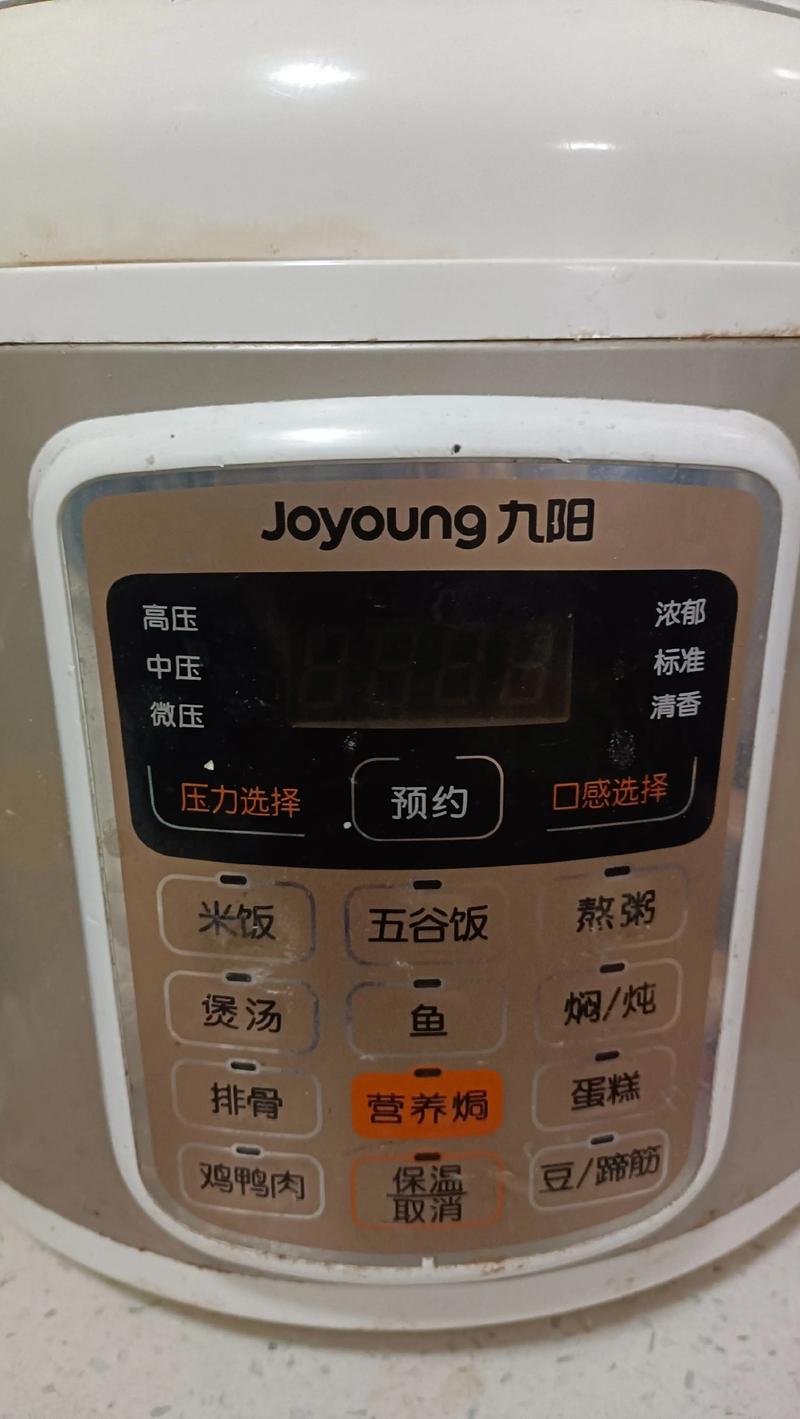 Joyoung 九阳
高压 浓郁
中压 标准
微压 清香
压力选择 预约 口感选择
米饭 五谷饭 熬粥
煲汤 鱼 焖/炖
排骨 营养焗 蛋糕
鸡鸭肉 保温 豆/蹄筋
取消